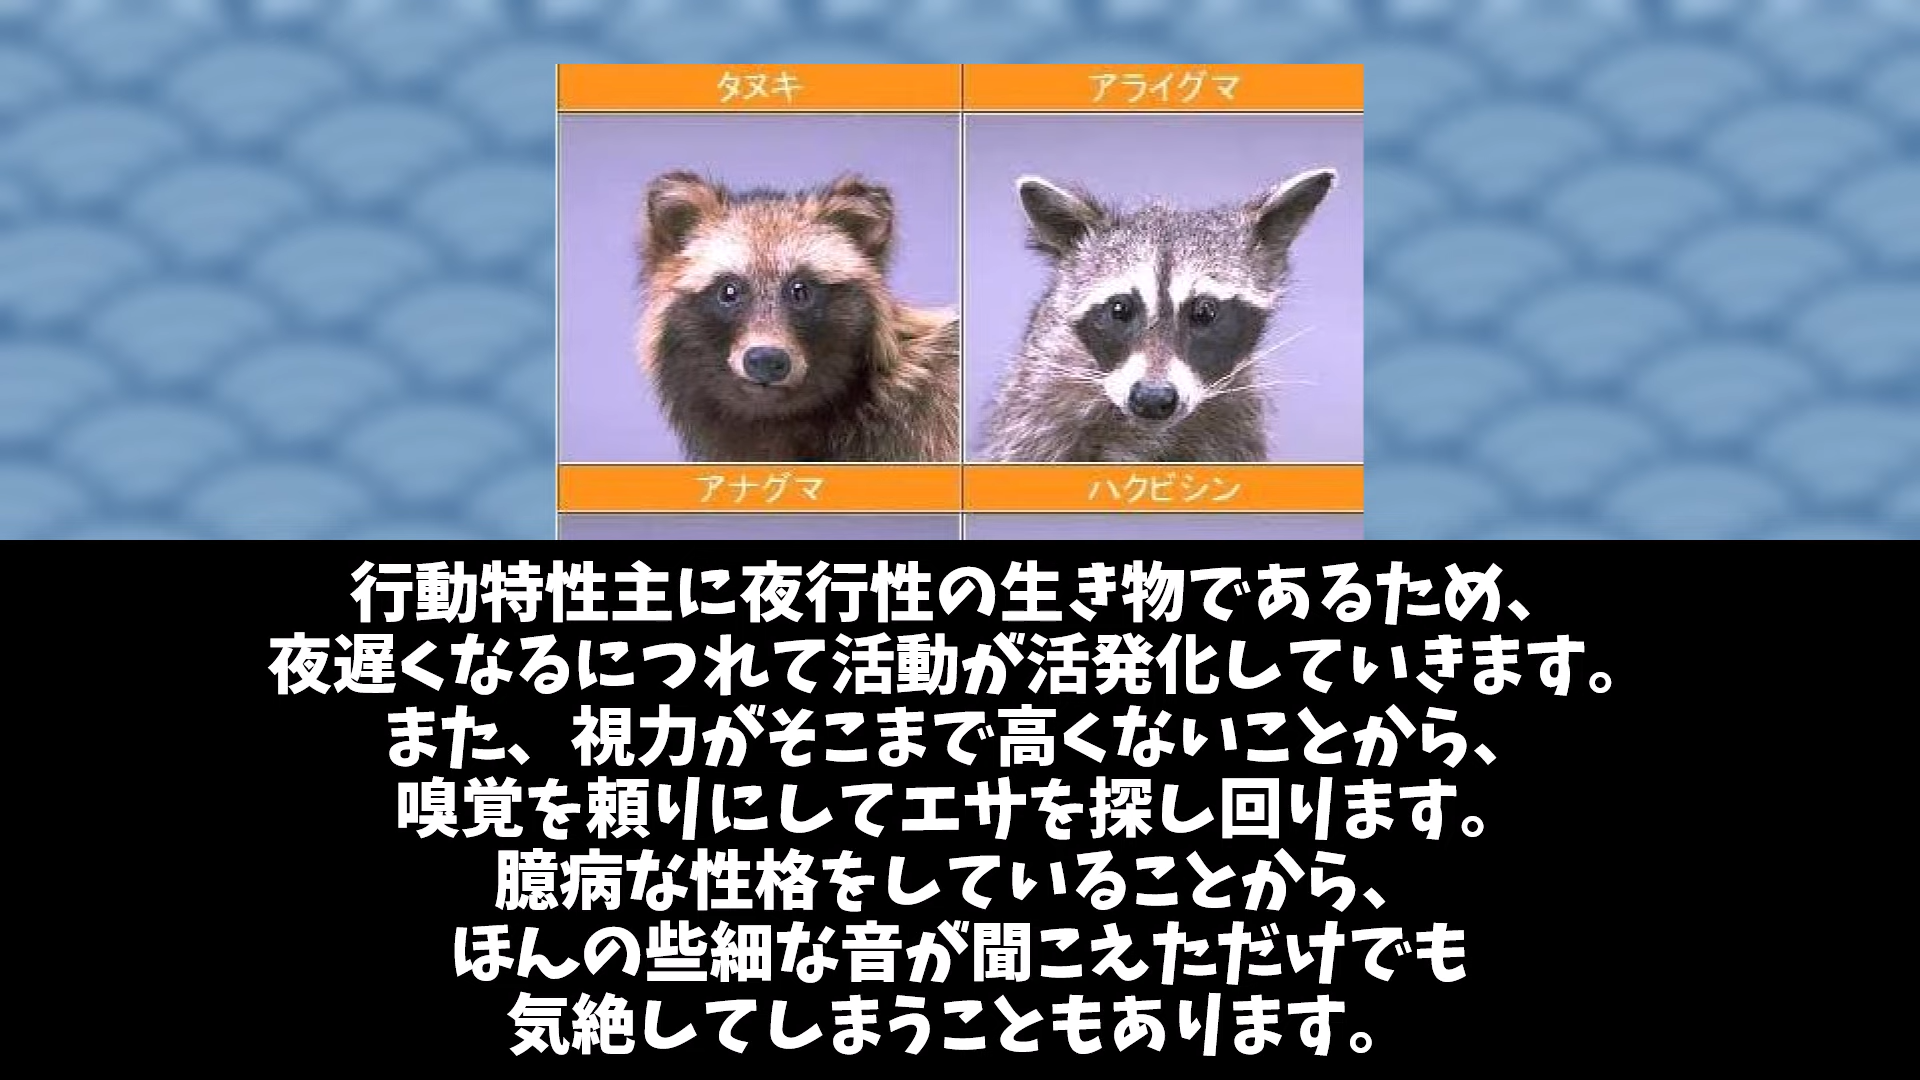 タヌキ
アライグマ
アナグマ
ハクビシン
行動特性主に夜行性の生き物であるため、
夜遅くなるにつれて活動が活発化していきます。
また、視力がそこまで高くないことから、
嗅覚を頼りにしてエサを探し回ります。
臆病な性格をしていることから、
ほんの些細な音が聞こえただけでも
気絶してしまうこともあります。